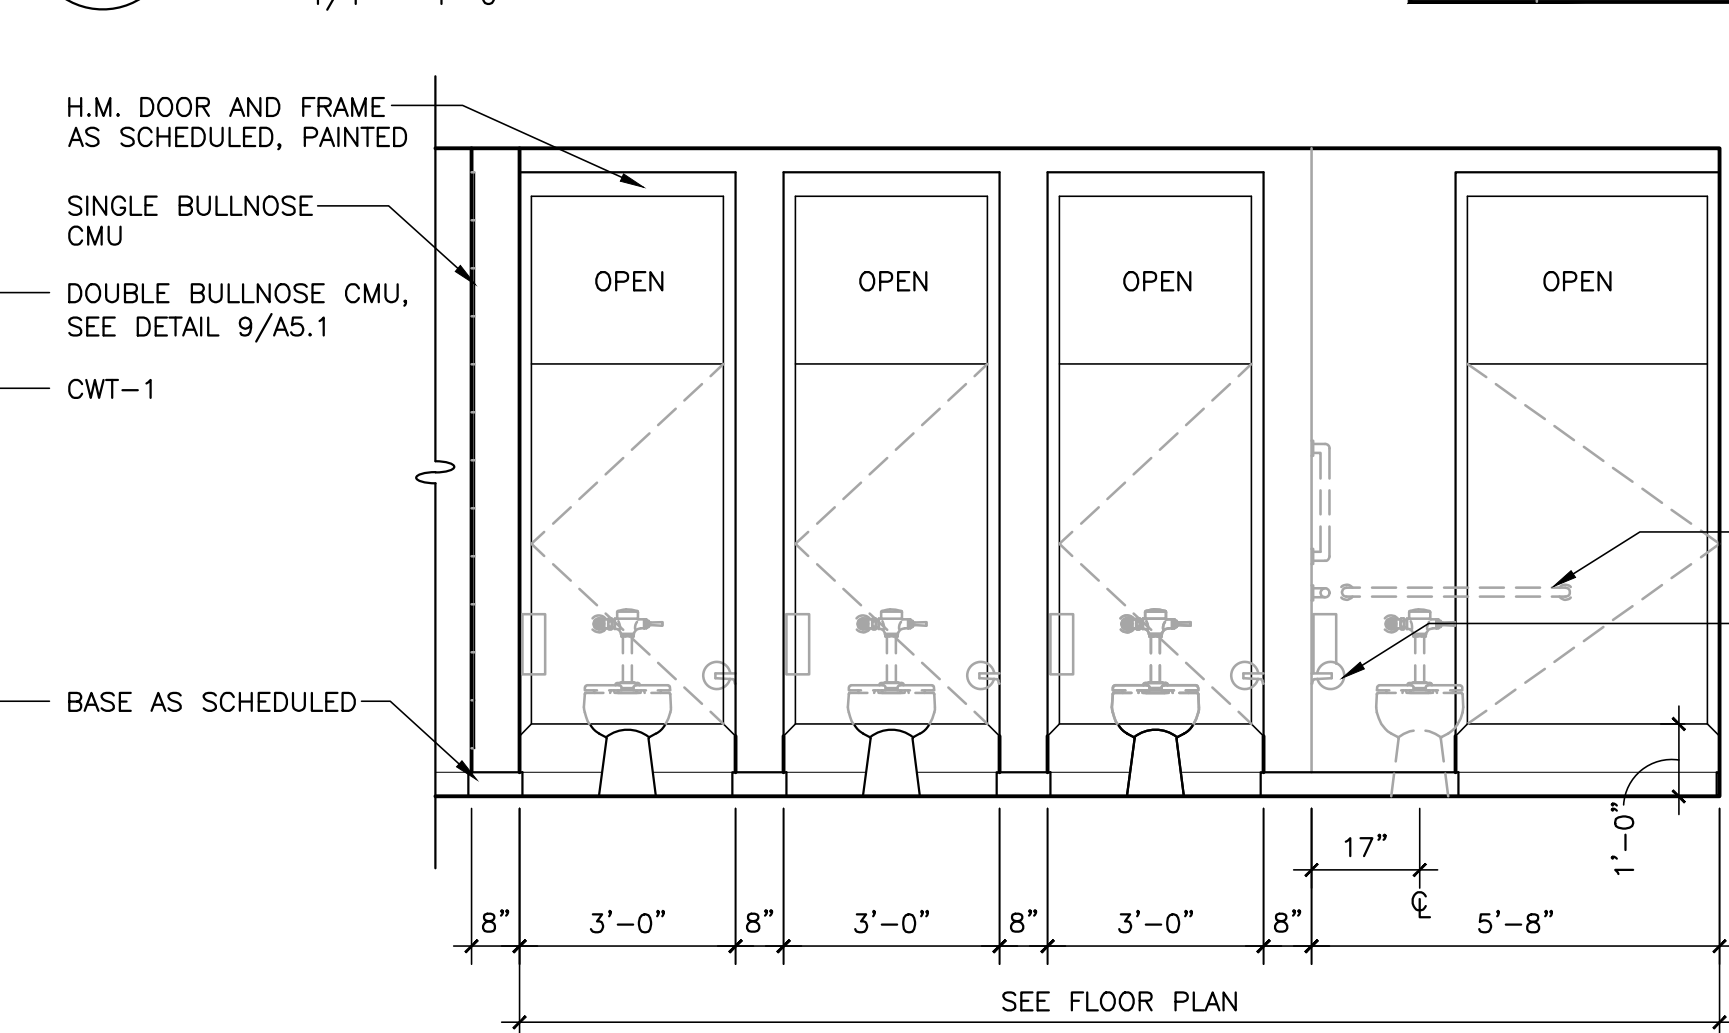 H.M. DOOR AND FRAME
AS SCHEDULED, PAINTED
SINGLE BULLNOSE
CMU
DOUBLE BULLNOSE CMU,
SEE DETAIL 9/A5.1
CWT-1
BASE AS SCHEDULED
OPEN
OPEN
OPEN
OPEN
1'-0"
17"
℄
8"
3'-0"
8"
3'-0"
8"
3'-0"
8"
5'-8"
SEE FLOOR PLAN